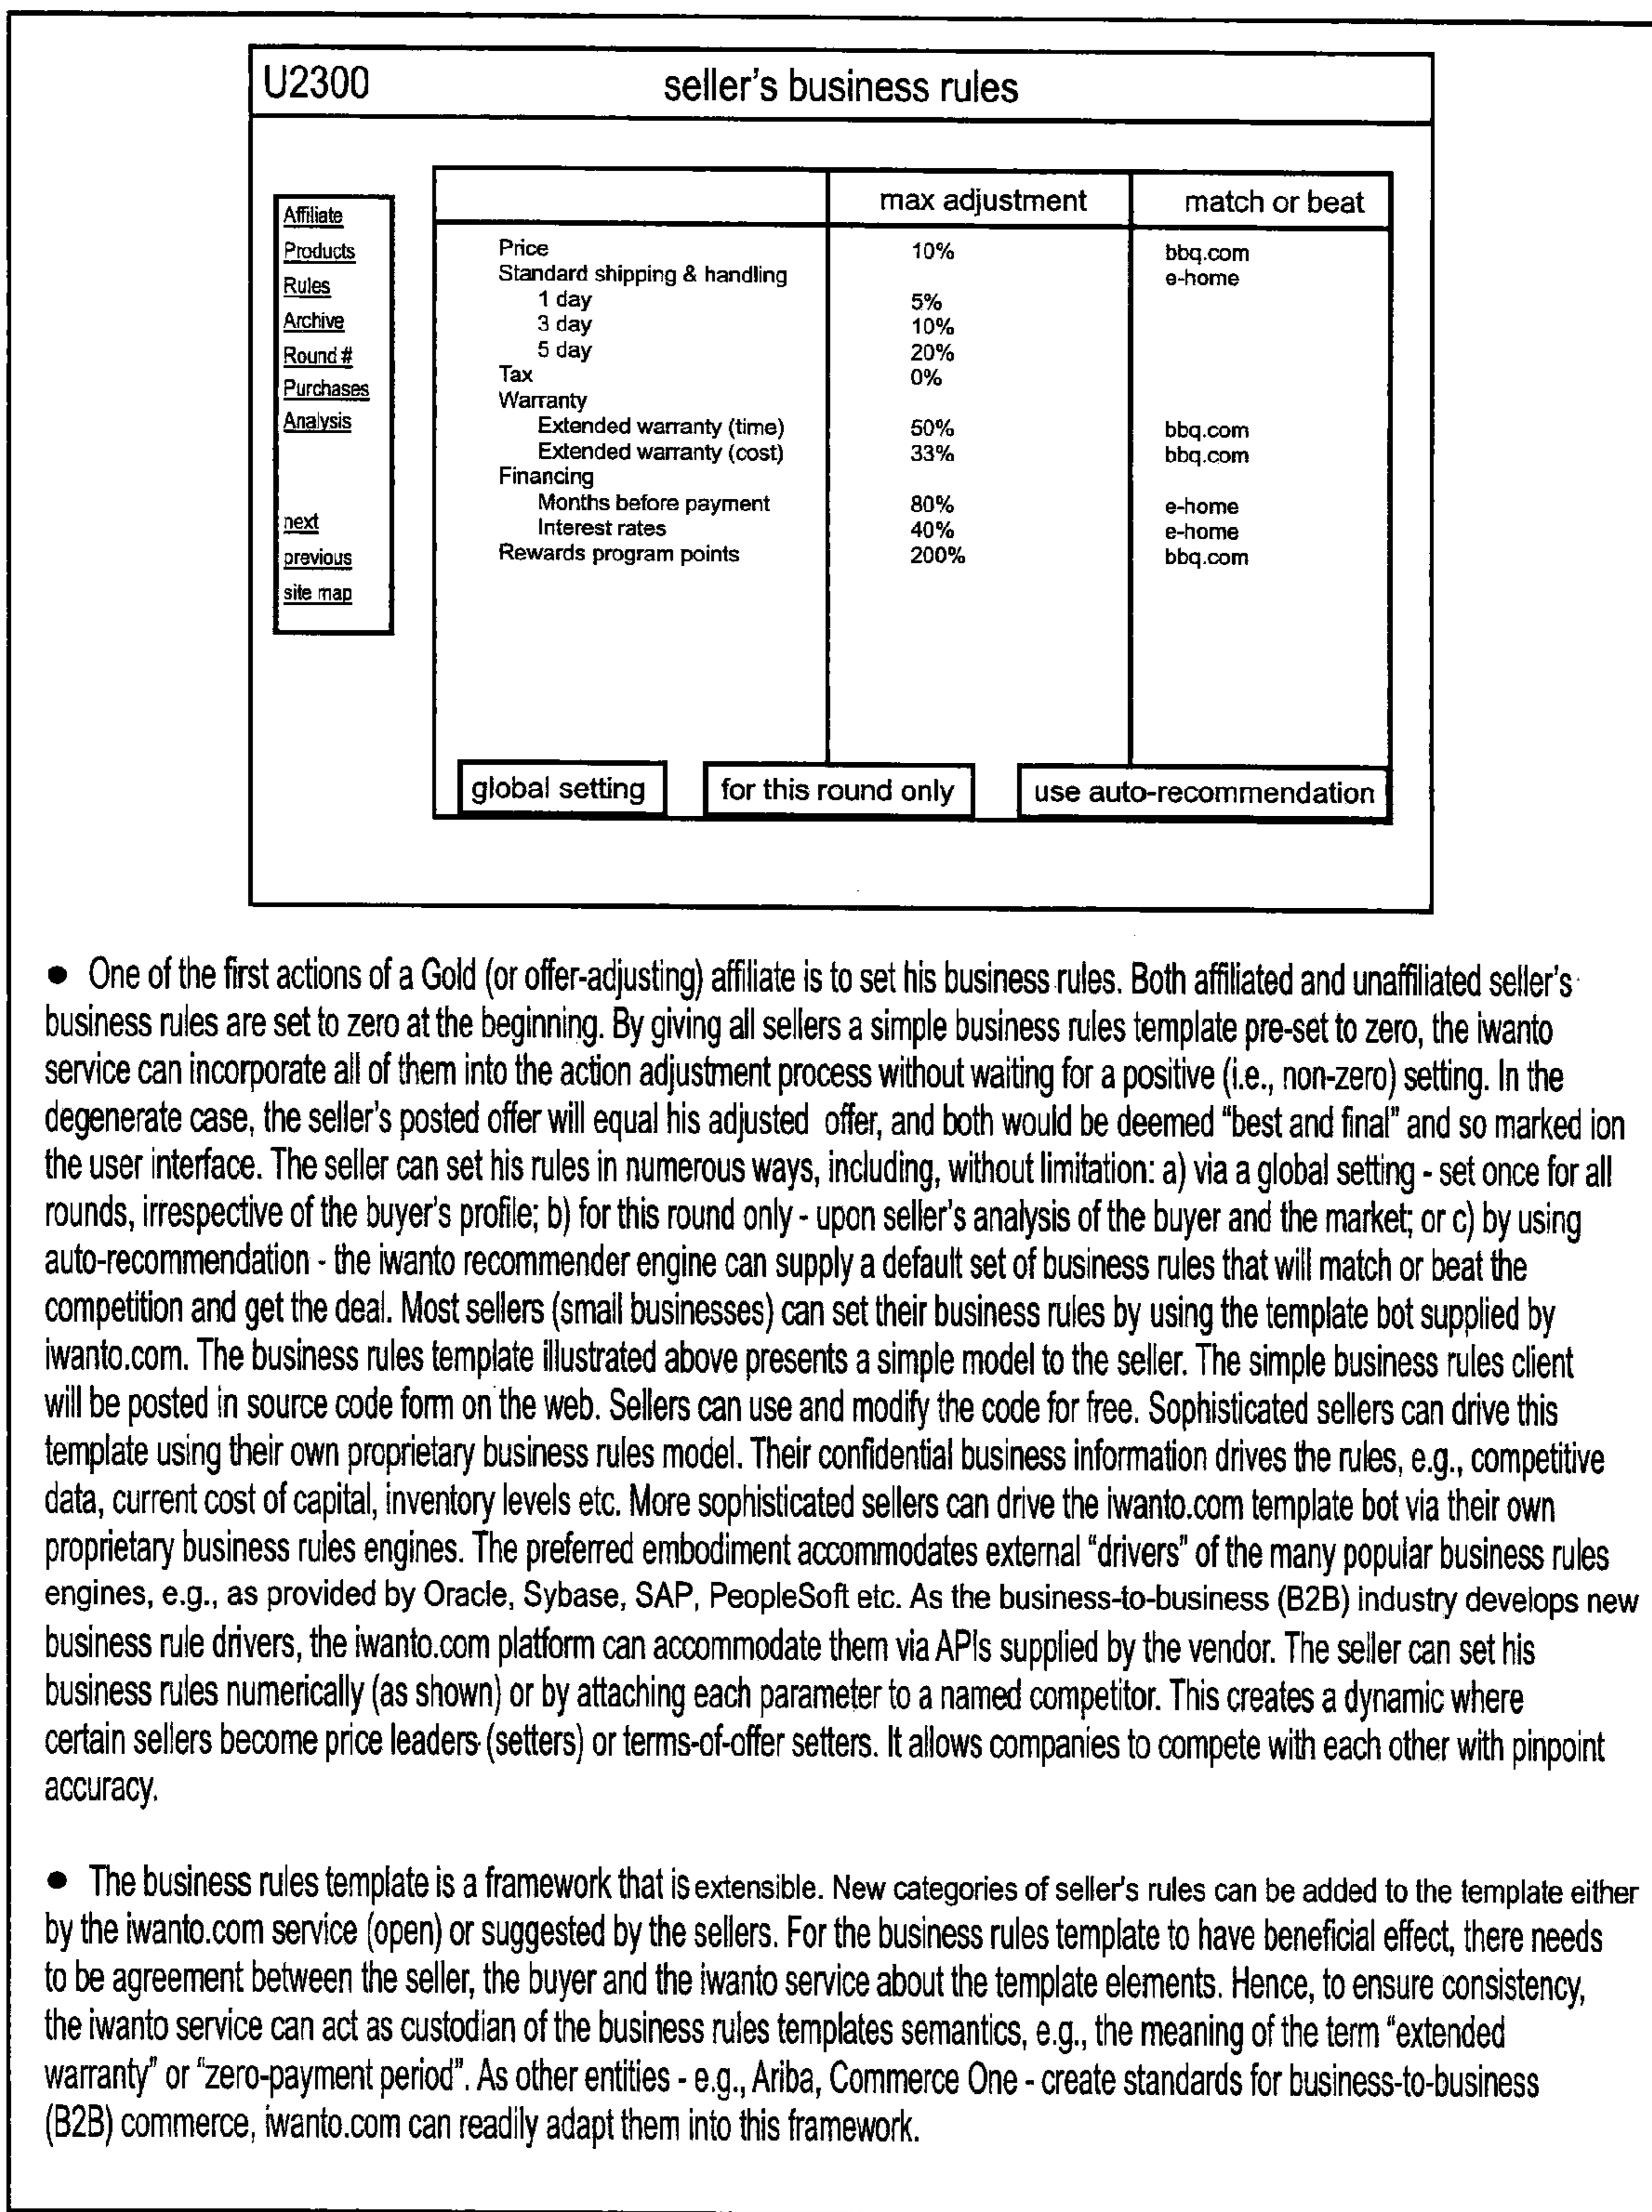 U2300 seller's business rules
Affiliate
Products
Rules
Archive
Round #
Purchases
Analysis
next
previous
site map
max adjustment match or beat
Price 10% bbq.com
Standard shipping & handling e-home
1 day 5%
3 day 10%
5 day 20%
Tax 0%
Warranty
Extended warranty (time) 50% bbq.com
Extended warranty (cost) 33% bbq.com
Financing
Months before payment 80% e-home
Interest rates 40% e-home
Rewards program points 200% bbq.com
global setting for this round only use auto-recommendation
● One of the first actions of a Gold (or offer-adjusting) affiliate is to set his business rules. Both affiliated and unaffiliated seller's
business rules are set to zero at the beginning. By giving all sellers a simple business rules template pre-set to zero, the iwanto
service can incorporate all of them into the action adjustment process without waiting for a positive (i.e., non-zero) setting. In the
degenerate case, the seller's posted offer will equal his adjusted offer, and both would be deemed "best and final" and so marked ion
the user interface. The seller can set his rules in numerous ways, including, without limitation: a) via a global setting - set once for all
rounds, irrespective of the buyer's profile; b) for this round only - upon seller's analysis of the buyer and the market; or c) by using
auto-recommendation - the iwanto recommender engine can supply a default set of business rules that will match or beat the
competition and get the deal. Most sellers (small businesses) can set their business rules by using the template bot supplied by
iwanto.com. The business rules template illustrated above presents a simple model to the seller. The simple business rules client
will be posted in source code form on the web. Sellers can use and modify the code for free. Sophisticated sellers can drive this
template using their own proprietary business rules model. Their confidential business information drives the rules, e.g., competitive
data, current cost of capital, inventory levels etc. More sophisticated sellers can drive the iwanto.com template bot via their own
proprietary business rules engines. The preferred embodiment accommodates external "drivers" of the many popular business rules
engines, e.g., as provided by Oracle, Sybase, SAP, PeopleSoft etc. As the business-to-business (B2B) industry develops new
business rule drivers, the iwanto.com platform can accommodate them via APIs supplied by the vendor. The seller can set his
business rules numerically (as shown) or by attaching each parameter to a named competitor. This creates a dynamic where
certain sellers become price leaders (setters) or terms-of-offer setters. It allows companies to compete with each other with pinpoint
accuracy.
● The business rules template is a framework that is extensible. New categories of seller's rules can be added to the template either
by the iwanto.com service (open) or suggested by the sellers. For the business rules template to have beneficial effect, there needs
to be agreement between the seller, the buyer and the iwanto service about the template elements. Hence, to ensure consistency,
the iwanto service can act as custodian of the business rules templates semantics, e.g., the meaning of the term "extended
warranty" or "zero-payment period". As other entities - e.g., Ariba, Commerce One - create standards for business-to-business
(B2B) commerce, iwanto.com can readily adapt them into this framework.